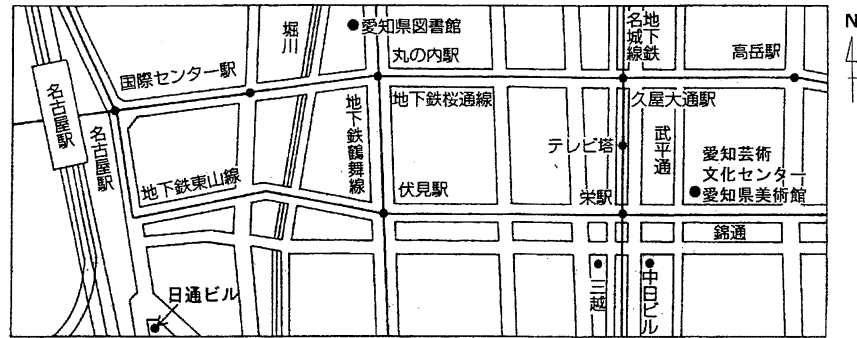 N
愛知県図書館
堀川
丸の内駅
地下鉄
名城線
高岳駅
国際センター駅
名古屋駅
名古屋駅
地下鉄鶴舞線
地下鉄桜通線
久屋大通駅
武平通
テレビ塔
愛知芸術
文化センター
愛知県美術館
地下鉄東山線
伏見駅
栄駅
錦通
日通ビル
三越
中日ビル